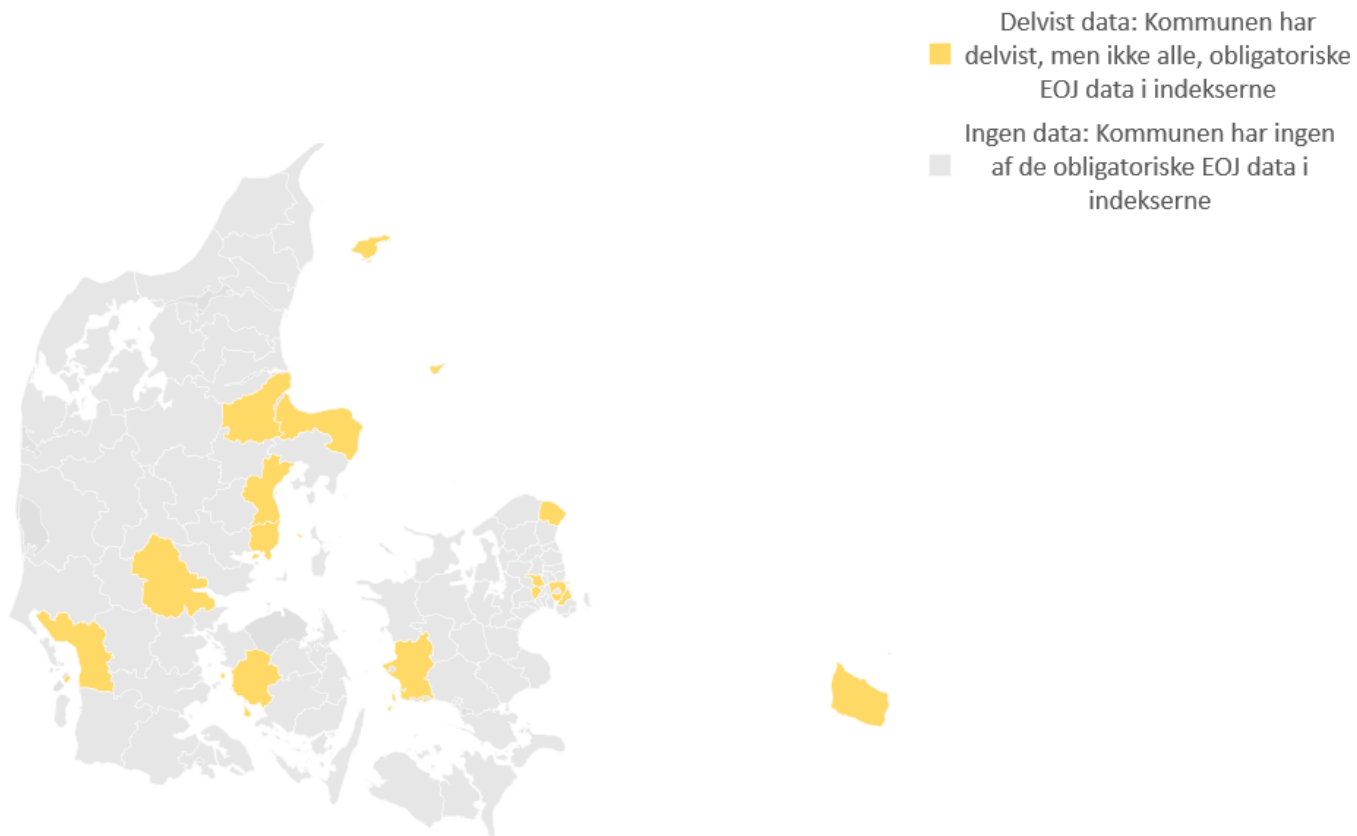 Delvist data: Kommunen har
delvist, men ikke alle, obligatoriske
EOJ data i indekserne
Ingen data: Kommunen har ingen
af de obligatoriske EOJ data i
indekserne